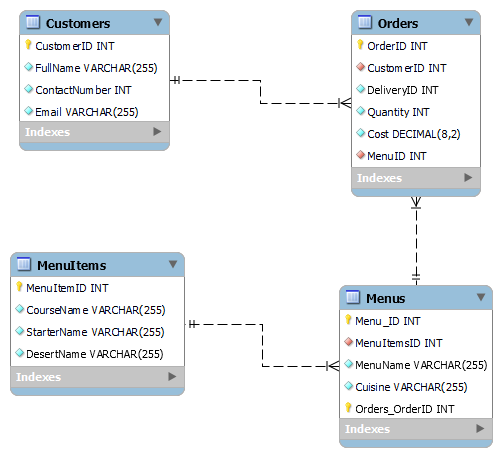 Customers
CustomerID INT
FullName VARCHAR(255)
ContactNumber INT
Email VARCHAR(255)
Indexes
Orders
OrderID INT
CustomerID INT
DeliveryID INT
Quantity INT
Cost DECIMAL(8,2)
MenuID INT
Indexes
MenuItems
MenuItemID INT
CourseName VARCHAR(255)
StarterName VARCHAR(255)
DesertName VARCHAR(255)
Indexes
Menus
Menu_ID INT
MenuItemsID INT
MenuName VARCHAR(255)
Cuisine VARCHAR(255)
Orders_OrderID INT
Indexes